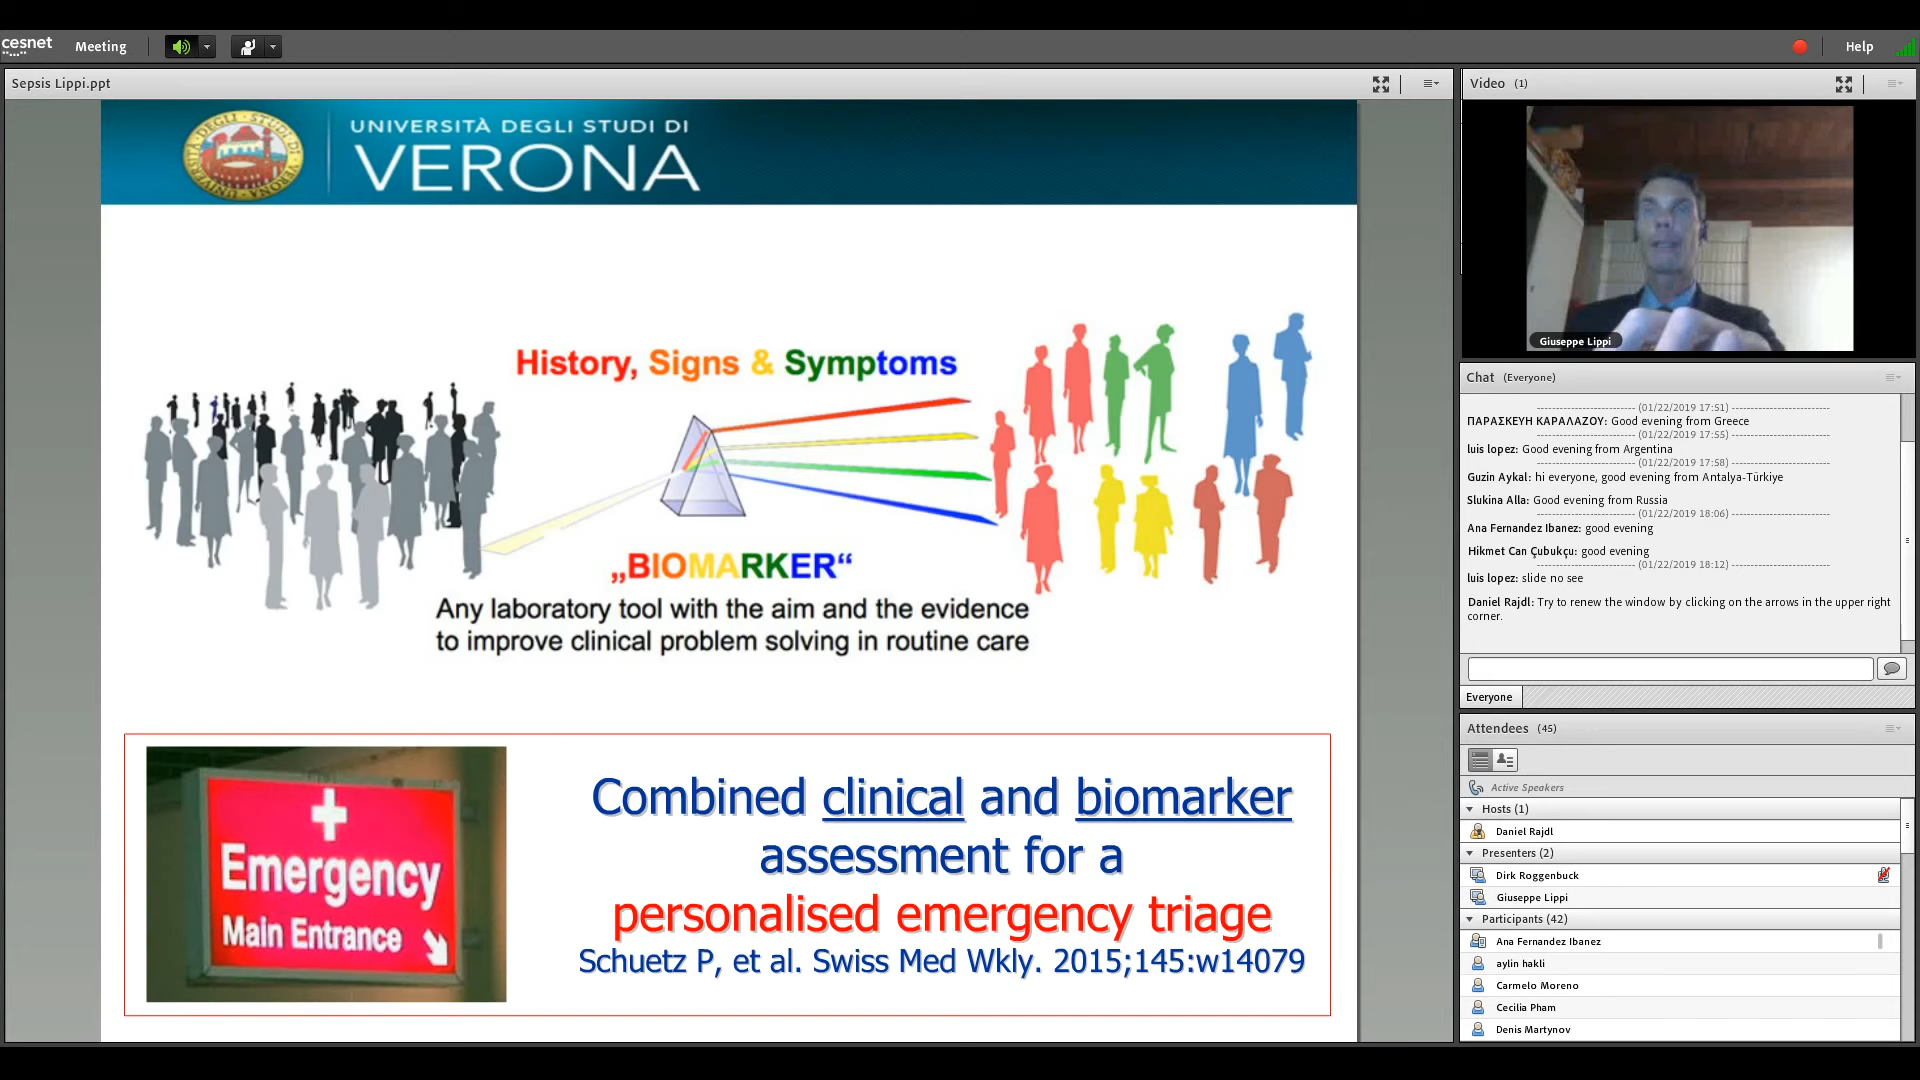 cesnet
Meeting
Help
Sepsis Lippi.ppt
UNIVERSITÀ DEGLI STUDI DI
VERONA
History, Signs & Symptoms
„BIOMARKER“
Any laboratory tool with the aim and the evidence
to improve clinical problem solving in routine care
Emergency
Main Entrance
Combined clinical and biomarker
assessment for a
personalised emergency triage
Schuetz P, et al. Swiss Med Wkly. 2015;145:w14079
Video (1)
Giuseppe Lippi
Chat (Everyone)
------------------------- (01/22/2019 17:51) -------------------------
ΠΑΡΑΣΚΕΥΗ ΚΑΡΑΛΑΖΟΥ: Good evening from Greece
------------------------- (01/22/2019 17:55) -------------------------
luis lopez: Good evening from Argentina
------------------------- (01/22/2019 17:58) -------------------------
Guzin Aykal: hi everyone, good evening from Antalya-Türkiye
Slukina Alla: Good evening from Russia
------------------------- (01/22/2019 18:06) -------------------------
Ana Fernandez Ibanez: good evening
Hikmet Can Çubukçu: good evening
------------------------- (01/22/2019 18:12) -------------------------
luis lopez: slide no see
Daniel Rajdl: Try to renew the window by clicking on the arrows in the upper right
corner.
Everyone
Attendees (45)
Active Speakers
Hosts (1)
Daniel Rajdl
Presenters (2)
Dirk Roggenbuck
Giuseppe Lippi
Participants (42)
Ana Fernandez Ibanez
aylin hakli
Carmelo Moreno
Cecilia Pham
Denis Martynov